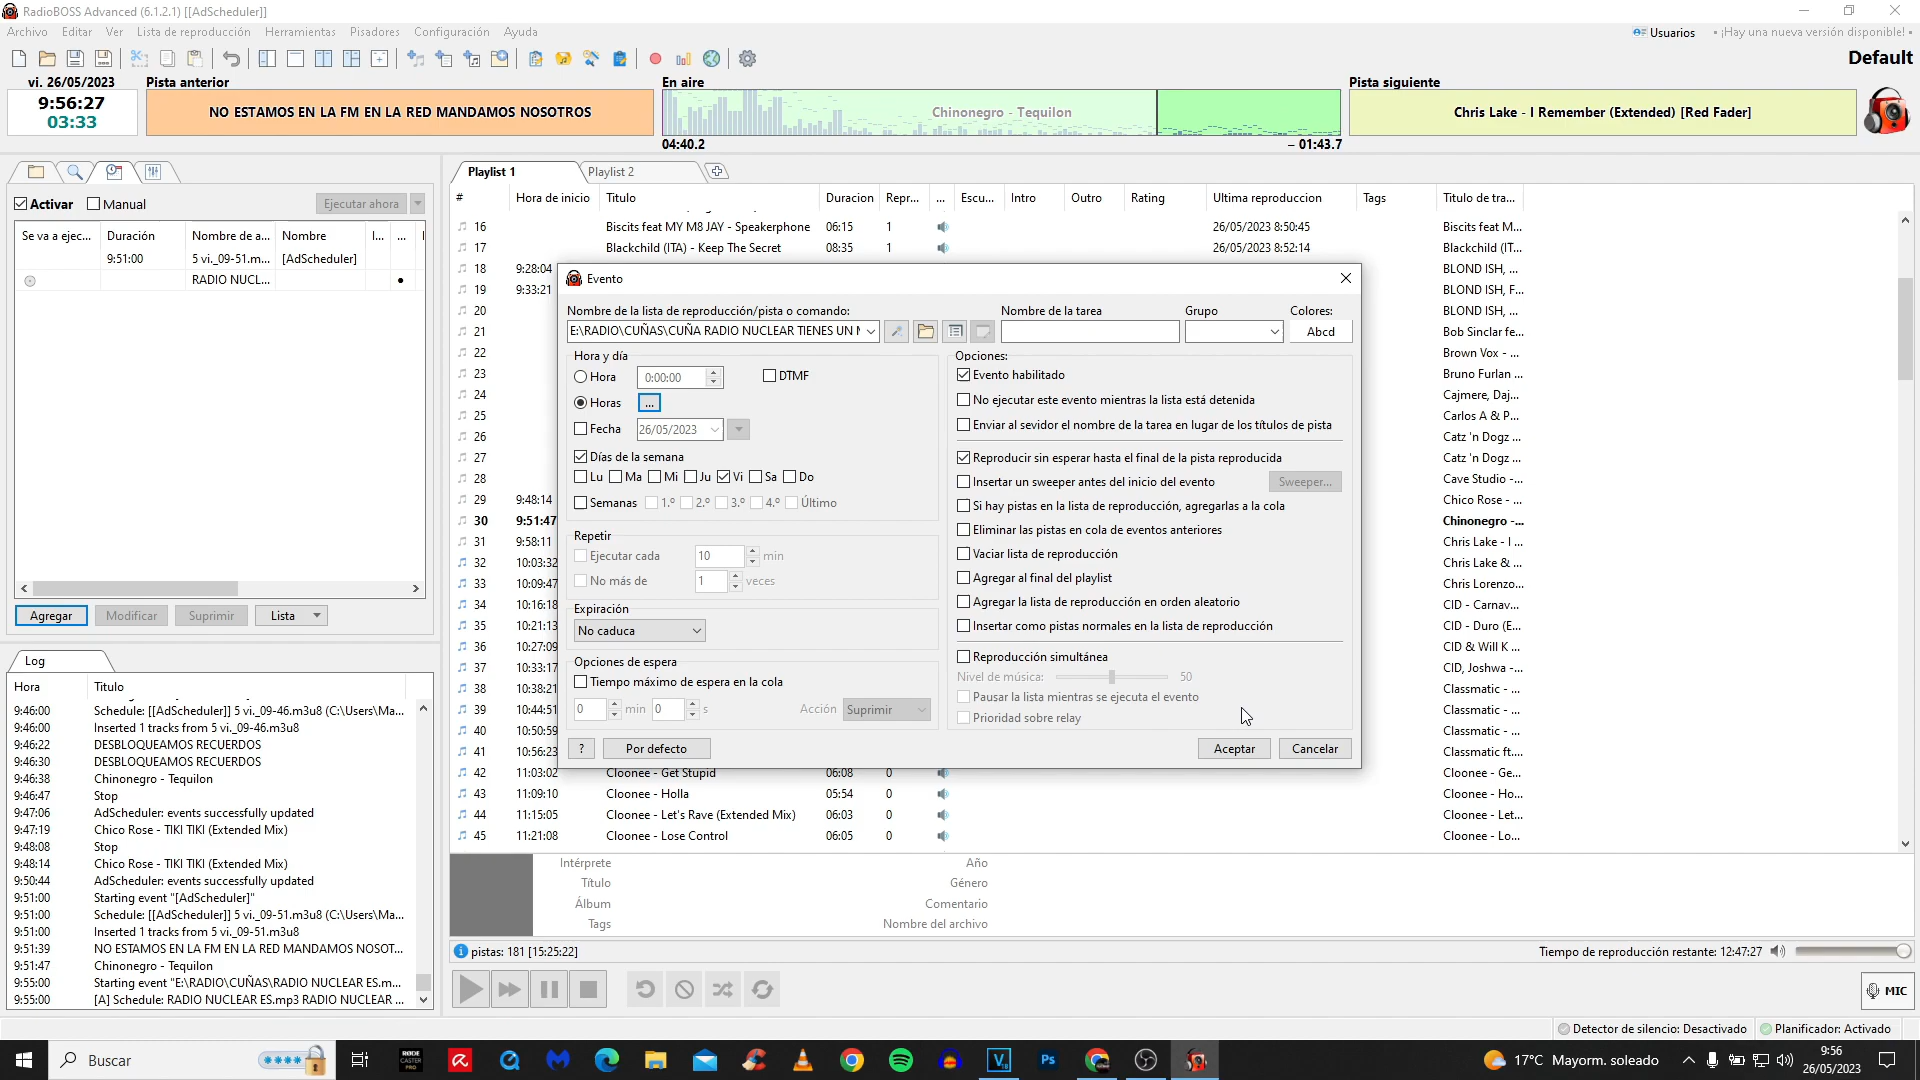 RadioBOSS Advanced (6.1.2.1) [[AdScheduler]]
Archivo Editar Ver Lista de reproducción Herramientas Pisadores Configuración Ayuda
Usuarios • ¡Hay una nueva versión disponible! •
Default
vi. 26/05/2023 Pista anterior En aire Pista siguiente
9:56:27
03:33
NO ESTAMOS EN LA FM EN LA RED MANDAMOS NOSOTROS
Chinonegro - Tequilon
Chris Lake - I Remember (Extended) [Red Fader]
04:40.2 – 01:43.7
Activar Manual Ejecutar ahora
Se va a ejec... Duración Nombre de a... Nombre I... ...
9:51:00 5 vi._09-51.m... [AdScheduler]
RADIO NUCL...
Agregar Modificar Suprimir Lista
Log
Hora Titulo
9:46:00 Schedule: [[AdScheduler]] 5 vi._09-46.m3u8 (C:\Users\Ma...
9:46:00 Inserted 1 tracks from 5 vi._09-46.m3u8
9:46:22 DESBLOQUEAMOS RECUERDOS
9:46:30 DESBLOQUEAMOS RECUERDOS
9:46:38 Chinonegro - Tequilon
9:46:47 Stop
9:47:06 AdScheduler: events successfully updated
9:47:19 Chico Rose - TIKI TIKI (Extended Mix)
9:48:08 Stop
9:48:14 Chico Rose - TIKI TIKI (Extended Mix)
9:50:44 AdScheduler: events successfully updated
9:51:00 Starting event "[AdScheduler]"
9:51:00 Schedule: [[AdScheduler]] 5 vi._09-51.m3u8 (C:\Users\Ma...
9:51:00 Inserted 1 tracks from 5 vi._09-51.m3u8
9:51:39 NO ESTAMOS EN LA FM EN LA RED MANDAMOS NOSOT...
9:51:47 Chinonegro - Tequilon
9:55:00 Starting event "E:\RADIO\CUÑAS\RADIO NUCLEAR ES.m...
9:55:00 [A] Schedule: RADIO NUCLEAR ES.mp3 RADIO NUCLEAR ...
Playlist 1 Playlist 2
# Hora de inicio Titulo Duracion Repr... ... Escu... Intro Outro Rating Ultima reproduccion Tags Titulo de tra...
16 Biscits feat MY M8 JAY - Speakerphone 06:15 1 26/05/2023 8:50:45 Biscits feat M...
17 Blackchild (ITA) - Keep The Secret 08:35 1 26/05/2023 8:52:14 Blackchild (IT...
18 9:28:04 BLOND ISH, ...
19 9:33:21 BLOND ISH, F...
20 BLOND ISH, ...
21 Bob Sinclar fe...
22 Brown Vox - ...
23 Bruno Furlan ...
24 Cajmere, Daj...
25 Carlos A & P...
26 Catz 'n Dogz ...
27 Catz 'n Dogz ...
28 Cave Studio - ...
29 9:48:14 Chico Rose - ...
30 9:51:47 Chinonegro -...
31 9:58:11 Chris Lake - I ...
32 10:03:32 Chris Lake & ...
33 10:09:47 Chris Lorenzo...
34 10:16:18 CID - Carnav...
35 10:21:13 CID - Duro (E...
36 10:27:09 CID & Will K ...
37 10:33:17 CID, Joshwa -...
38 10:38:21 Classmatic - ...
39 10:44:51 Classmatic - ...
40 10:50:59 Classmatic - ...
41 10:56:23 Classmatic ft....
42 11:03:02 Cloonee - Get Stupid 06:08 0 Cloonee - Ge...
43 11:09:10 Cloonee - Holla 05:54 0 Cloonee - Ho...
44 11:15:05 Cloonee - Let's Rave (Extended Mix) 06:03 0 Cloonee - Let...
45 11:21:08 Cloonee - Lose Control 06:05 0 Cloonee - Lo...
Evento
Nombre de la lista de reproducción/pista o comando: Nombre de la tarea Grupo Colores:
E:\RADIO\CUÑAS\CUÑA RADIO NUCLEAR TIENES UN Abcd
Hora y día
Hora 0:00:00 DTMF
Horas ...
Fecha 26/05/2023
Días de la semana
Lu Ma Mi Ju Vi Sa Do
Semanas 1.º 2.º 3.º 4.º Último
Repetir
Ejecutar cada 10 min
No más de 1 veces
Expiración
No caduca
Opciones de espera
Tiempo máximo de espera en la cola
0 min 0 s Acción Suprimir
? Por defecto
Opciones:
Evento habilitado
No ejecutar este evento mientras la lista está detenida
Enviar al sevidor el nombre de la tarea en lugar de los títulos de pista
Reproducir sin esperar hasta el final de la pista reproducida
Insertar un sweeper antes del inicio del evento Sweeper...
Si hay pistas en la lista de reproducción, agregarlas a la cola
Eliminar las pistas en cola de eventos anteriores
Vaciar lista de reproducción
Agregar al final del playlist
Agregar la lista de reproducción en orden aleatorio
Insertar como pistas normales en la lista de reproducción
Reproducción simultánea
Nivel de música: 50
Pausar la lista mientras se ejecuta el evento
Prioridad sobre relay
Aceptar Cancelar
Intérprete Año
Título Género
Álbum Comentario
Tags Nombre del archivo
pistas: 181 [15:25:22] Tiempo de reproducción restante: 12:47:27
MIC
Detector de silencio: Desactivado Planificador: Activado
Buscar
RØDE
Ps
17°C Mayorm. soleado
9:56
26/05/2023